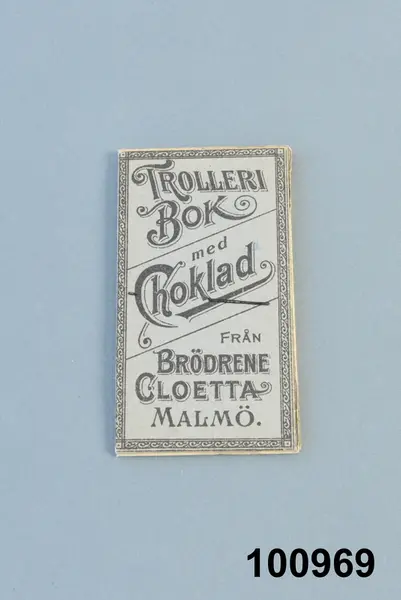 TROLLERI
BOK
med
Choklad
FRÅN
BRÖDRENE
CLOETTA
MALMÖ.
100969